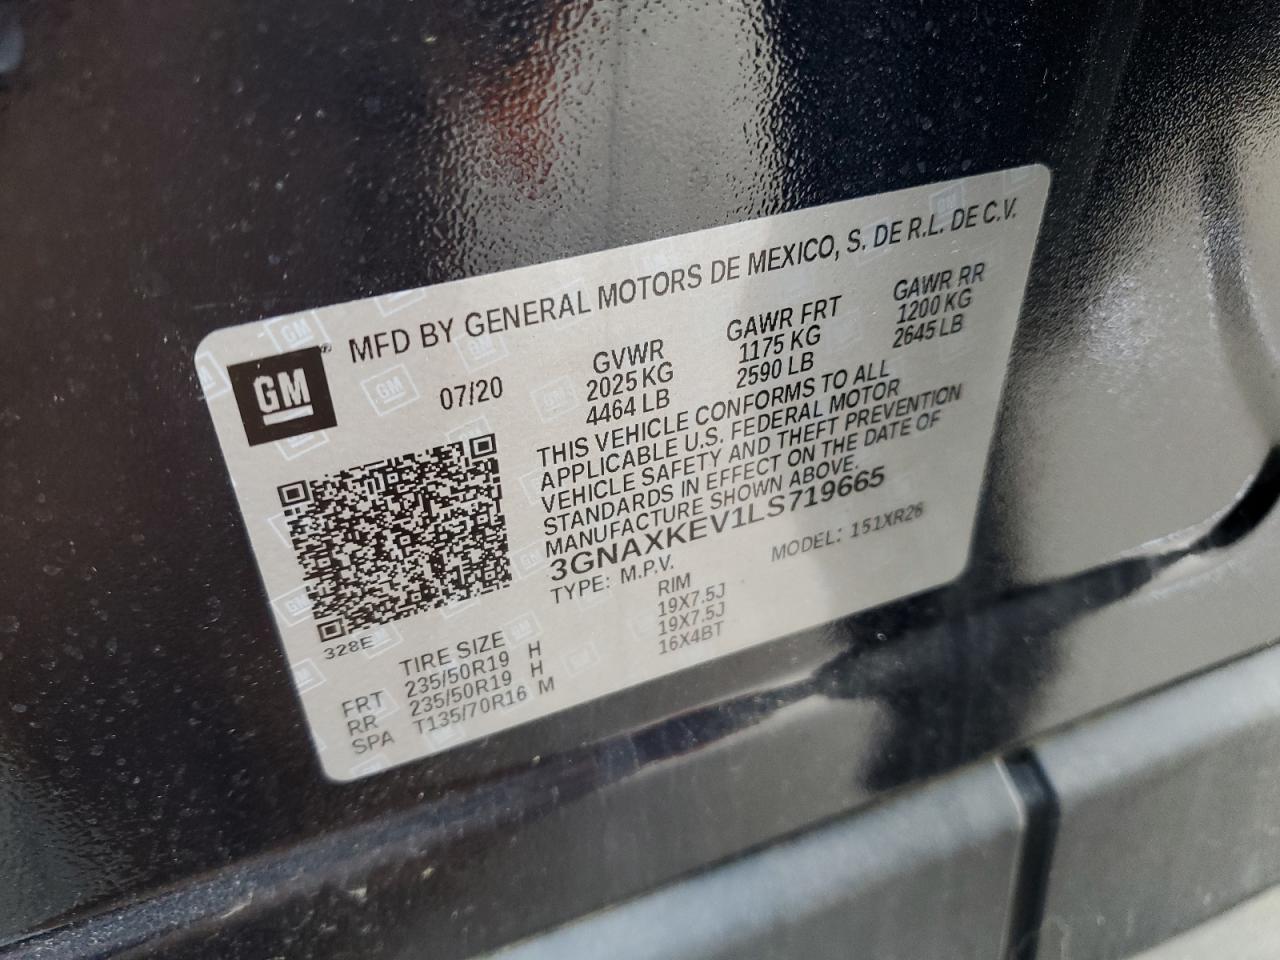 MFD BY GENERAL MOTORS DE MEXICO, S. DE R.L. DE C.V.
GM®
07/20 GVWR GAWR FRT GAWR RR
2025 KG 1175 KG 1200 KG
4464 LB 2590 LB 2645 LB
THIS VEHICLE CONFORMS TO ALL
APPLICABLE U.S. FEDERAL MOTOR
VEHICLE SAFETY AND THEFT PREVENTION
STANDARDS IN EFFECT ON THE DATE OF
MANUFACTURE SHOWN ABOVE.
3GNAXKEV1LS719665
TYPE: M.P.V. MODEL: 151XR26
328E
TIRE SIZE RIM
FRT 235/50R19 H 19X7.5J
RR 235/50R19 H 19X7.5J
SPA T135/70R16 M 16X4BT